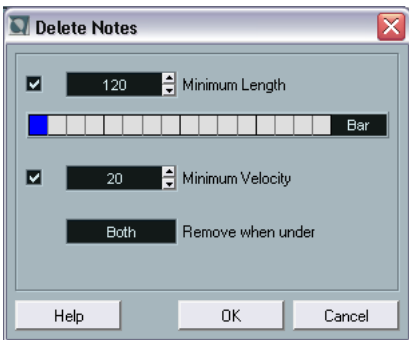 Delete Notes
120 Minimum Length
Bar
20 Minimum Velocity
Both Remove when under
Help OK Cancel